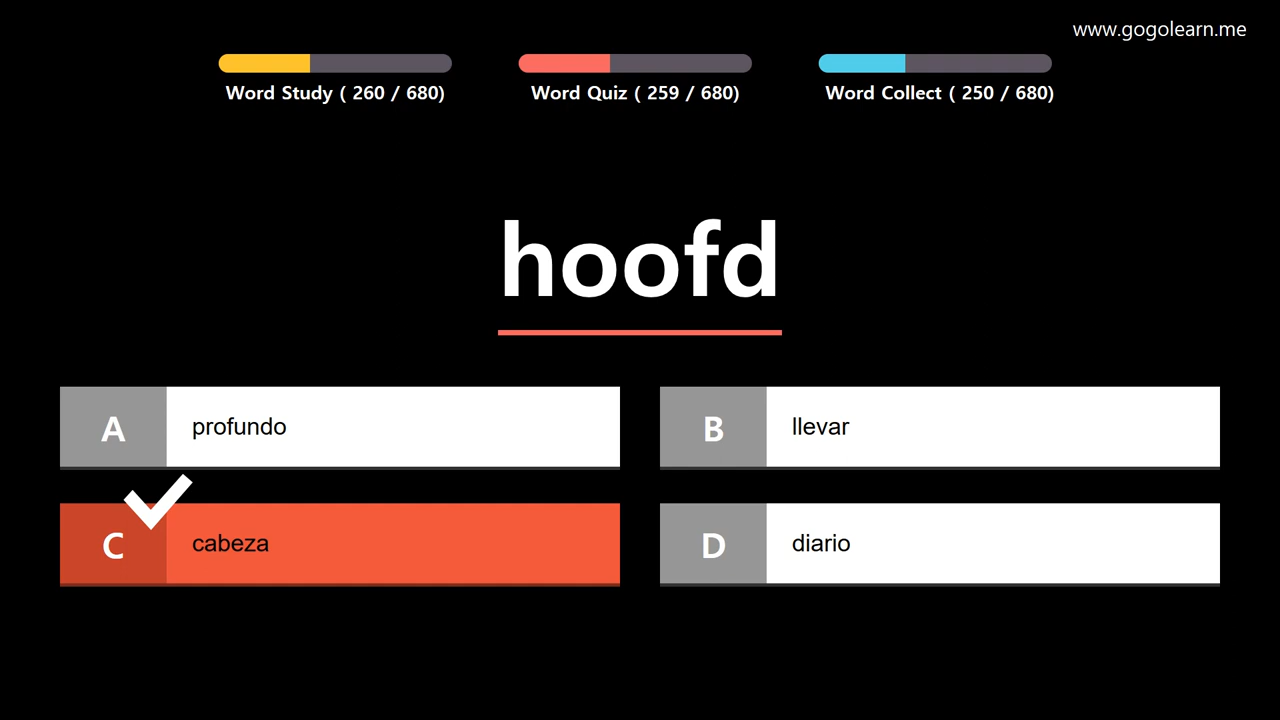 www.gogolearn.me
Word Study ( 260 / 680)
Word Quiz ( 259 / 680)
Word Collect ( 250 / 680)
hoofd
A profundo
B llevar
C cabeza
D diario